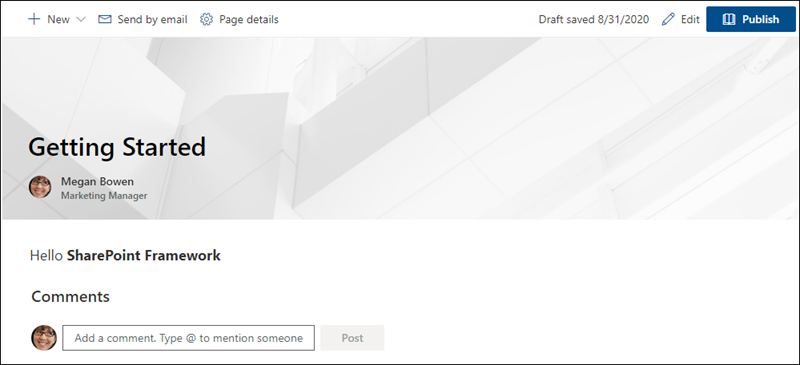 New Send by email Page details Draft saved 8/31/2020 Edit Publish
Getting Started
Megan Bowen
Marketing Manager
Hello SharePoint Framework
Comments
Add a comment. Type @ to mention someone Post